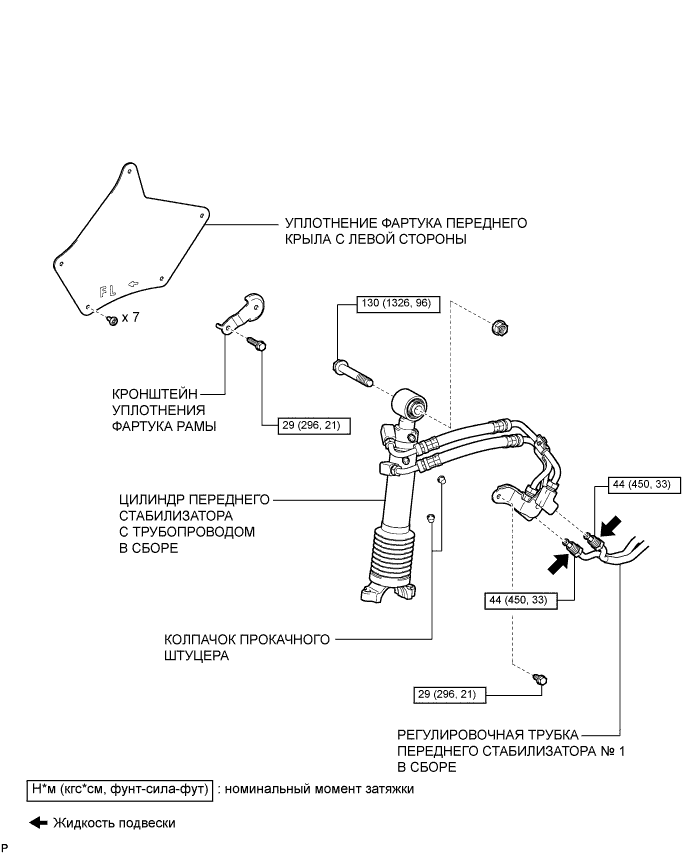 УПЛОТНЕНИЕ ФАРТУКА ПЕРЕДНЕГО
КРЫЛА С ЛЕВОЙ СТОРОНЫ
FL
x 7
130 (1326, 96)
КРОНШТЕЙН
УПЛОТНЕНИЯ
ФАРТУКА РАМЫ
29 (296, 21)
44 (450, 33)
ЦИЛИНДР ПЕРЕДНЕГО
СТАБИЛИЗАТОРА
С ТРУБОПРОВОДОМ
В СБОРЕ
44 (450, 33)
КОЛПАЧОК ПРОКАЧНОГО
ШТУЦЕРА
29 (296, 21)
РЕГУЛИРОВОЧНАЯ ТРУБКА
ПЕРЕДНЕГО СТАБИЛИЗАТОРА № 1
В СБОРЕ
Н*м (кгс*см, фунт-сила-фут) : номинальный момент затяжки
Жидкость подвески
P